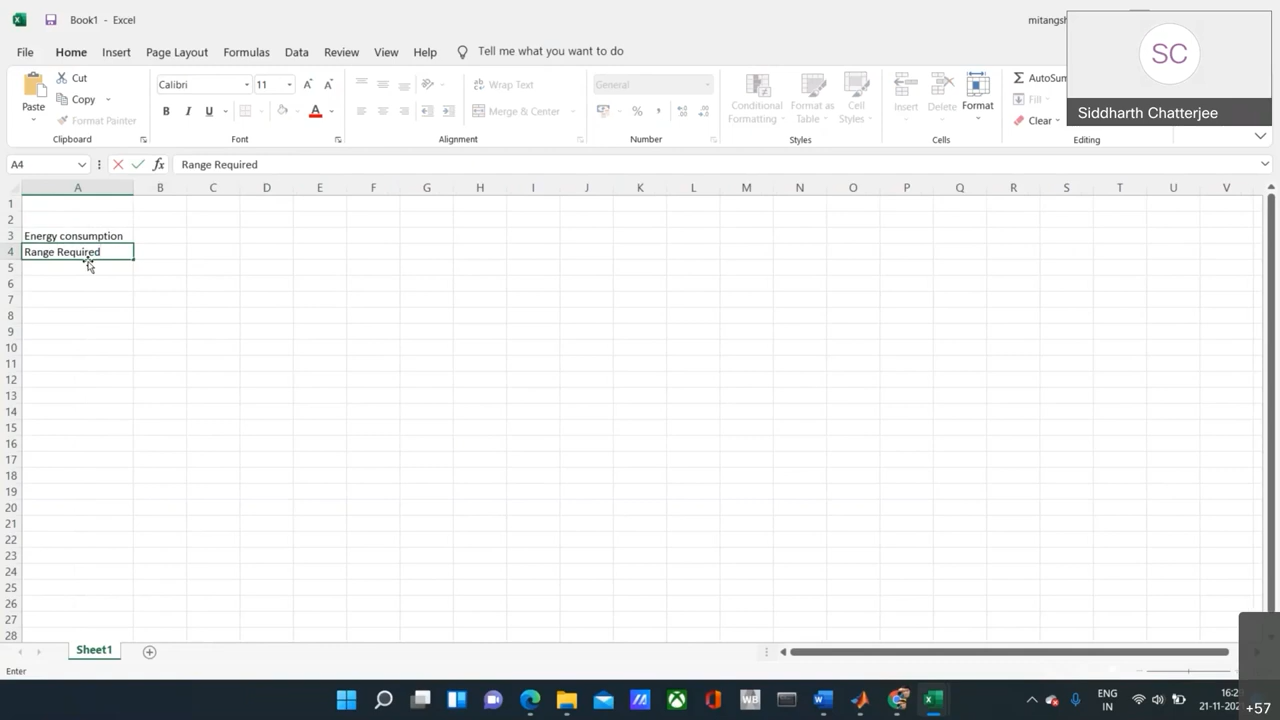 Book1 - Excel
mitangsh
SC
Siddharth Chatterjee
File Home Insert Page Layout Formulas Data Review View Help Tell me what you want to do
Paste
Cut
Copy
Format Painter
Clipboard
Calibri 11
B I U
Font
Wrap Text
Merge & Center
Alignment
General
Number
Conditional Formatting
Format as Table
Cell Styles
Styles
Insert Delete Format
Cells
AutoSum
Fill
Clear
Editing
A4 fx Range Required
A B C D E F G H I J K L M N O P Q R S T U V
1
2
3 Energy consumption
4 Range Required
5
6
7
8
9
10
11
12
13
14
15
16
17
18
19
20
21
22
23
24
25
26
27
28
Sheet1
Enter
WB
ENG
IN
16:2
21-11-202
+57